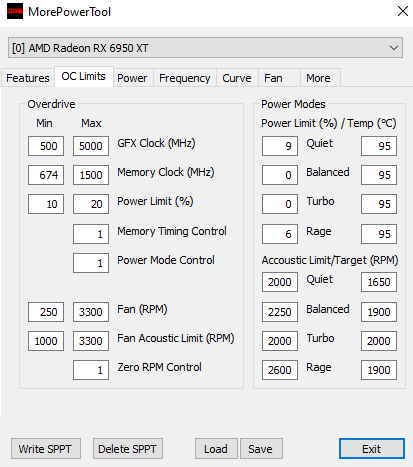 MorePowerTool
[0] AMD Radeon RX 6950 XT
Features OC Limits Power Frequency Curve Fan More
Overdrive
Min Max
500 5000 GFX Clock (MHz)
674 1500 Memory Clock (MHz)
10 20 Power Limit (%)
1 Memory Timing Control
1 Power Mode Control
250 3300 Fan (RPM)
1000 3300 Fan Acoustic Limit (RPM)
1 Zero RPM Control
Power Modes
Power Limit (%) / Temp (°C)
9 Quiet 95
0 Balanced 95
0 Turbo 95
6 Rage 95
Accoustic Limit/Target (RPM)
2000 Quiet 1650
2250 Balanced 1900
2000 Turbo 2000
2600 Rage 1900
Write SPPT Delete SPPT Load Save Exit